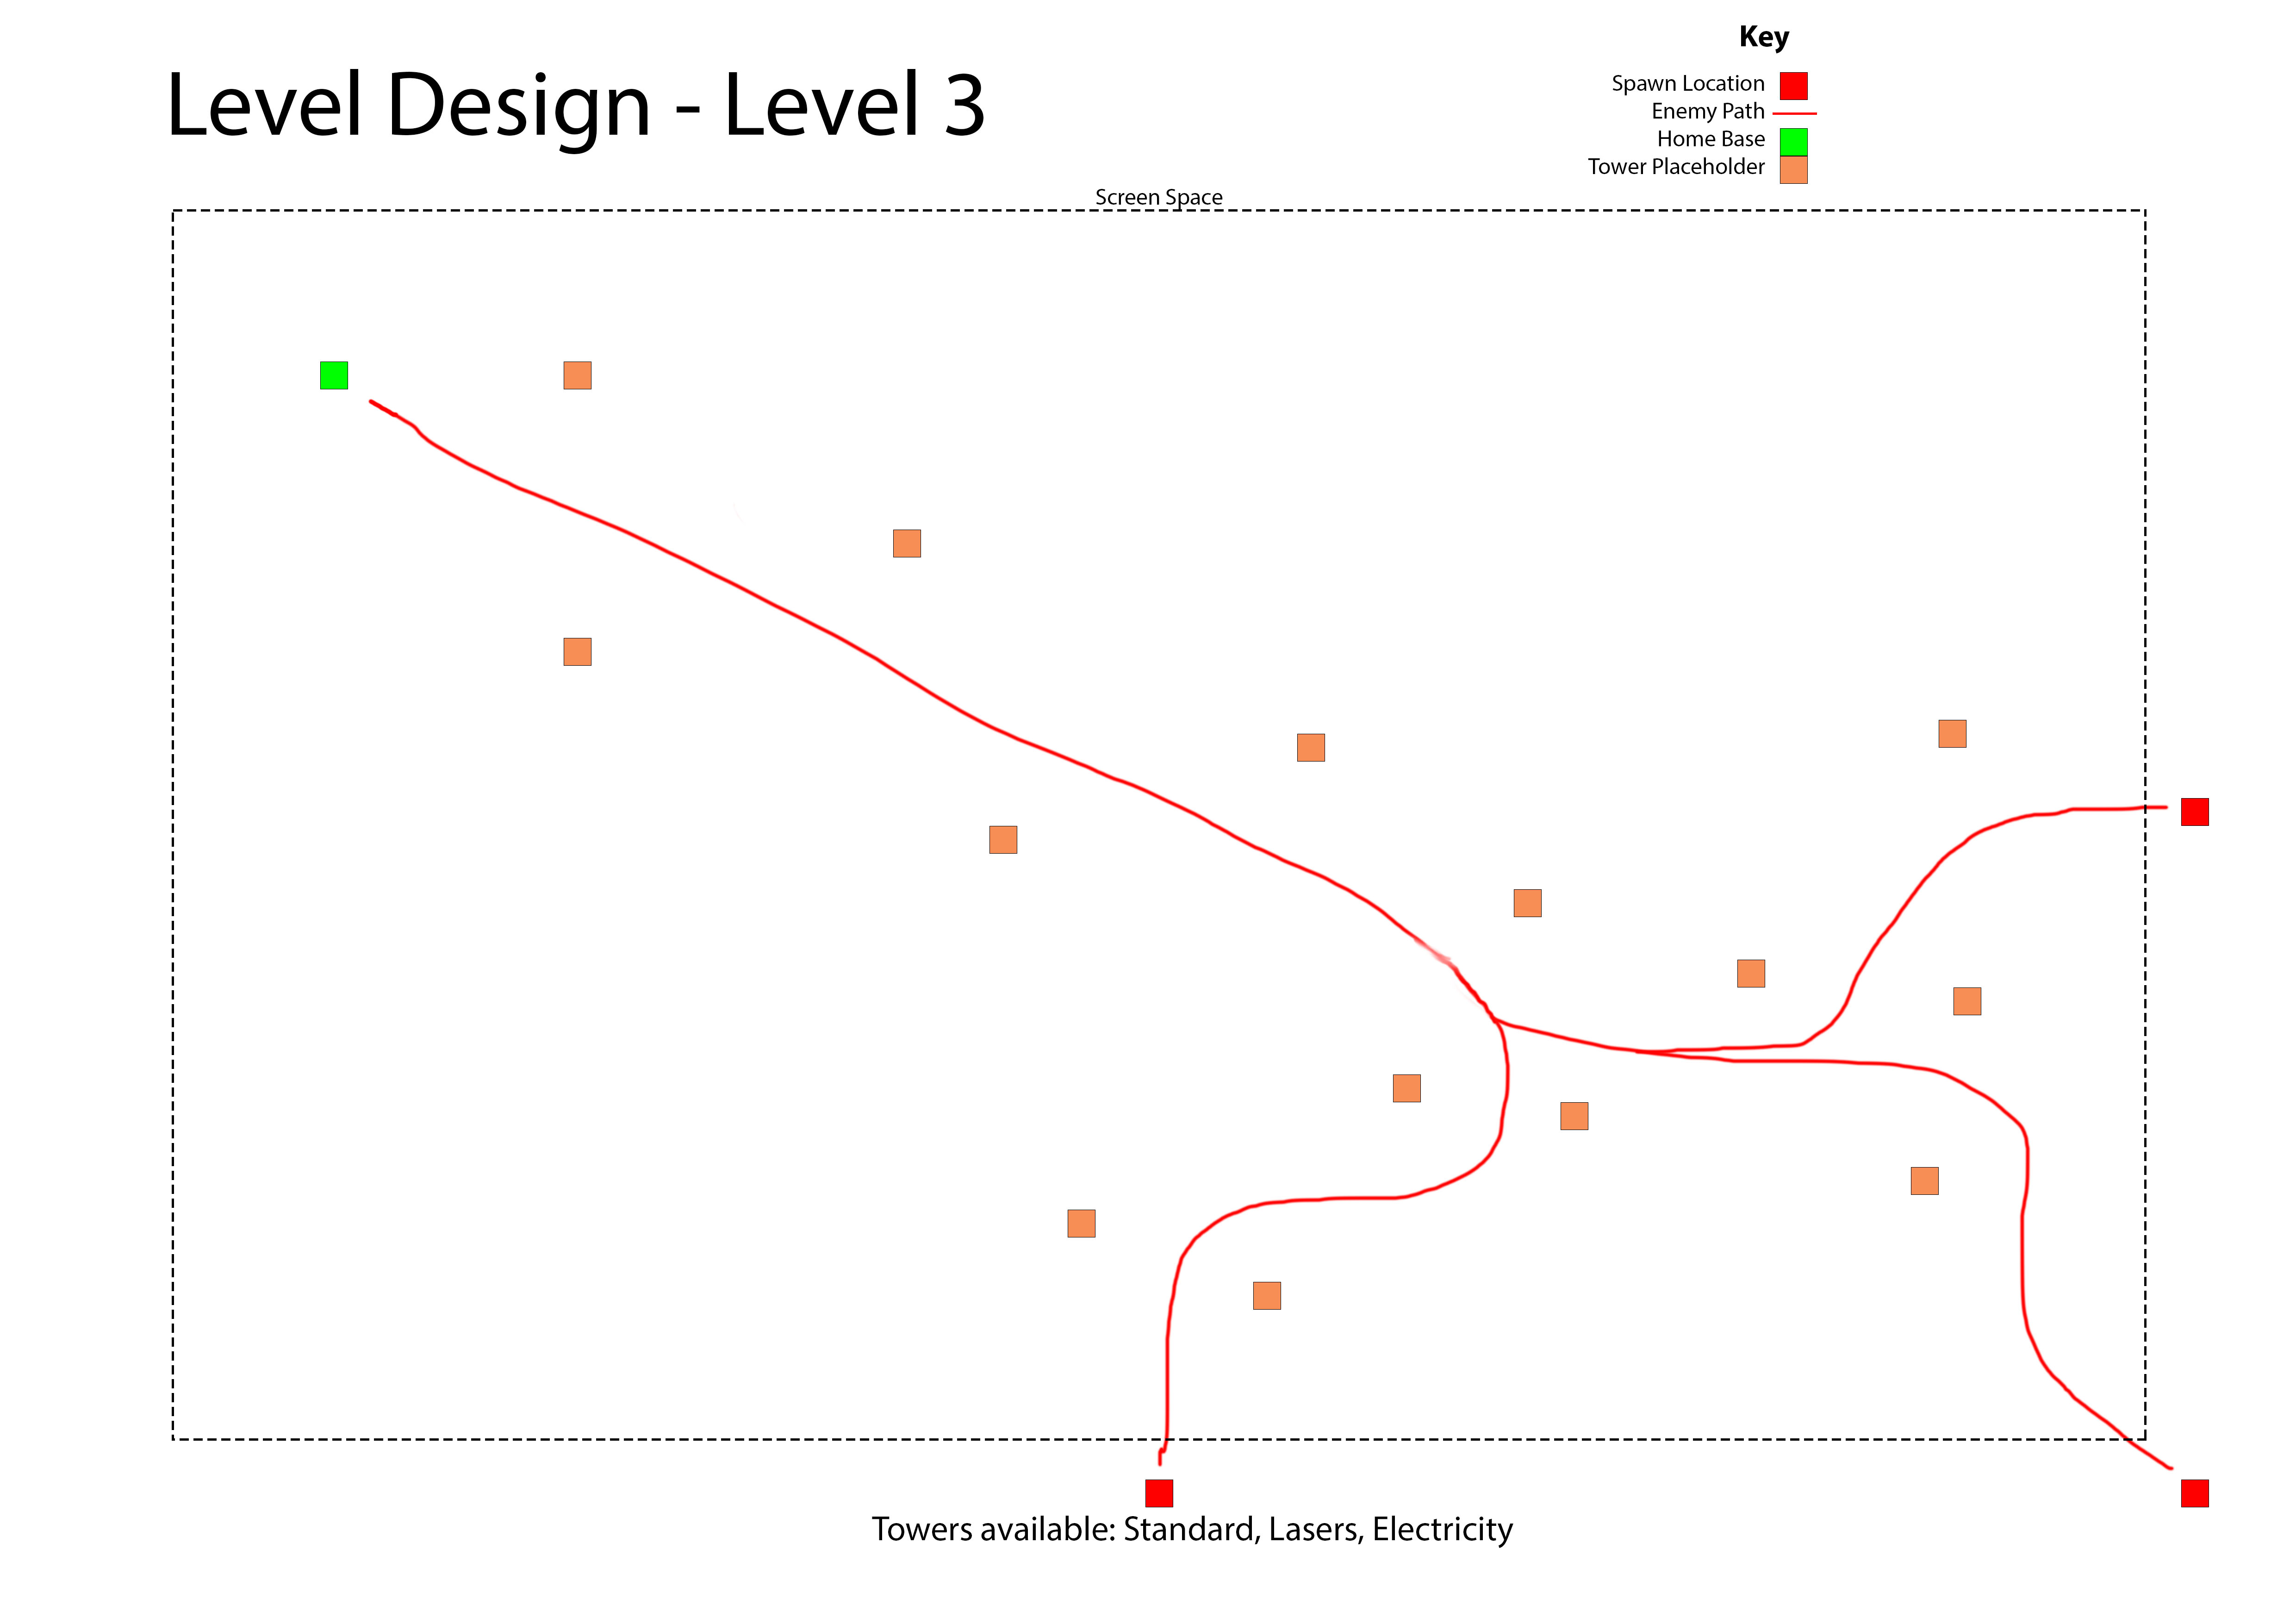 Level Design - Level 3
Key
Spawn Location
Enemy Path
Home Base
Tower Placeholder
Screen Space
Towers available: Standard, Lasers, Electricity